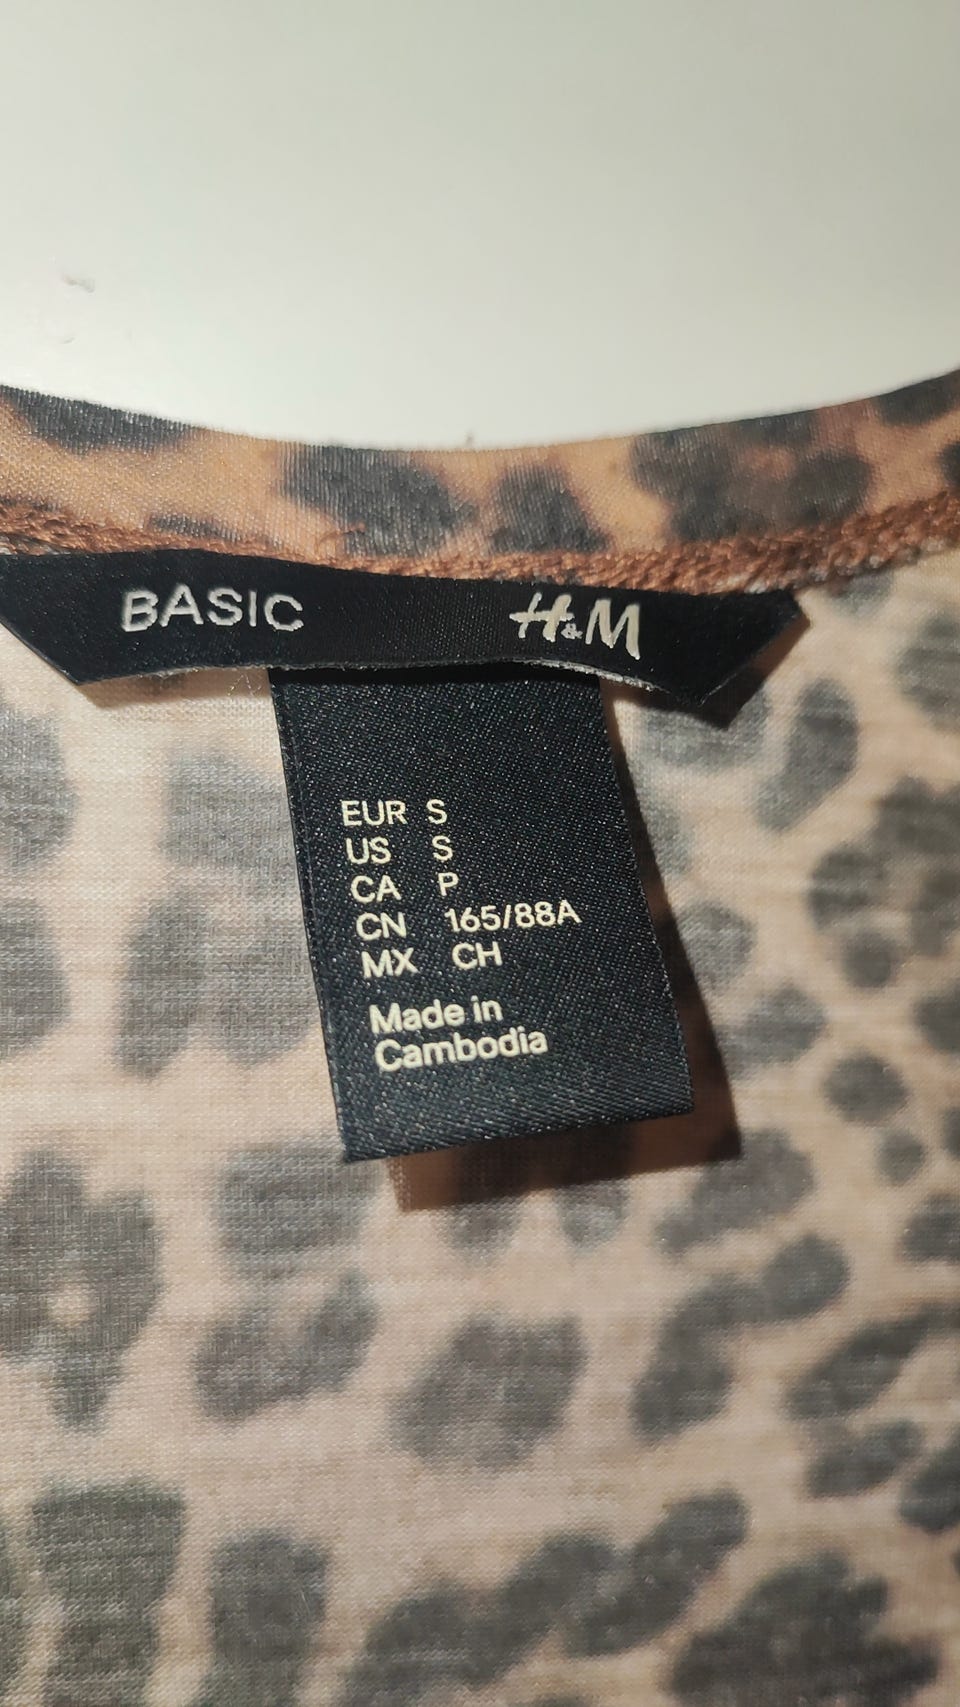 BASIC H&M
EUR S
US S
CA P
CN 165/88A
MX CH
Made in
Cambodia